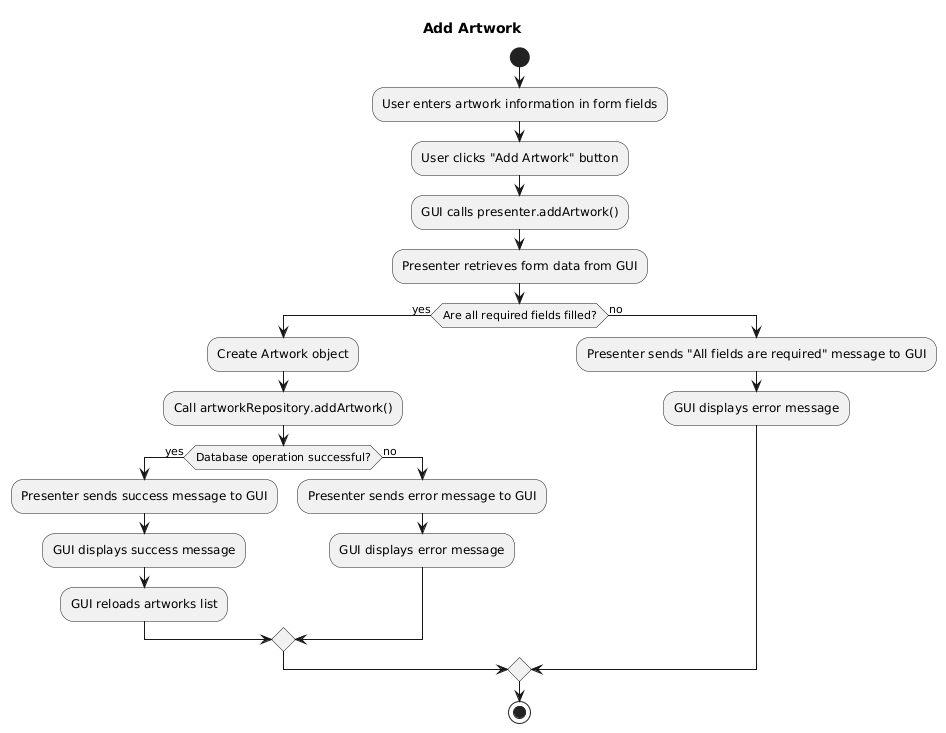 Add Artwork
User enters artwork information in form fields
User clicks "Add Artwork" button
GUI calls presenter.addArtwork()
Presenter retrieves form data from GUI
yes
Are all required fields filled?
no
Create Artwork object
Presenter sends "All fields are required" message to GUI
Call artworkRepository.addArtwork()
GUI displays error message
yes
Database operation successful?
no
Presenter sends success message to GUI
Presenter sends error message to GUI
GUI displays success message
GUI displays error message
GUI reloads artworks list